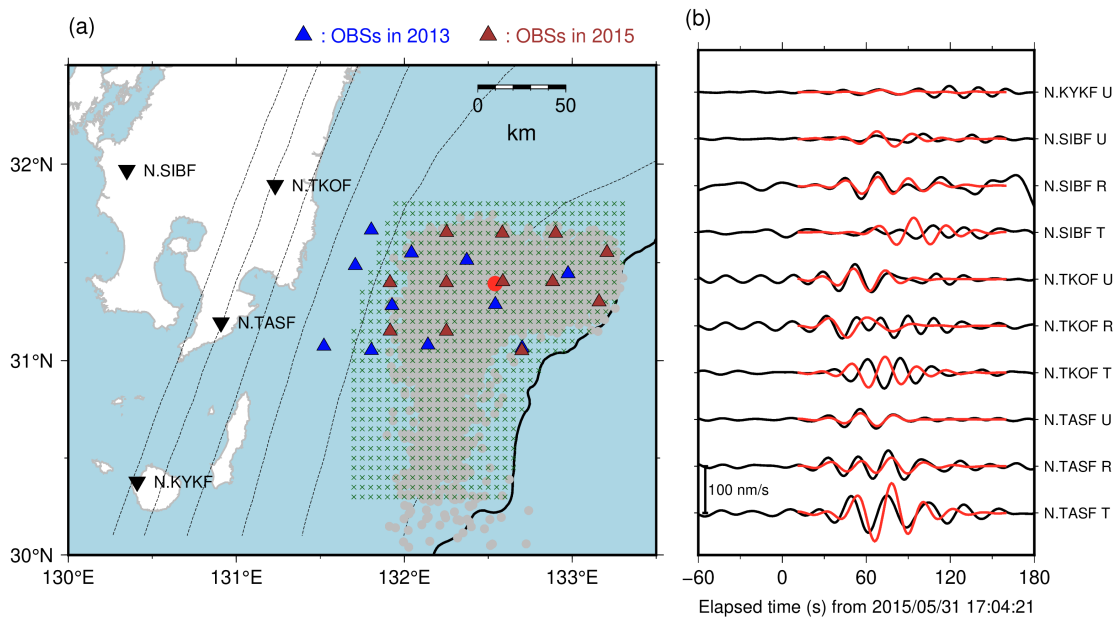 (a)
: OBSs in 2013
: OBSs in 2015
0 50
km
32°N
31°N
30°N
130°E 131°E 132°E 133°E
N.SIBF
N.TKOF
N.TASF
N.KYKF
(b)
N.KYKF U
N.SIBF U
N.SIBF R
N.SIBF T
N.TKOF U
N.TKOF R
N.TKOF T
N.TASF U
N.TASF R
N.TASF T
100 nm/s
−60 0 60 120 180
Elapsed time (s) from 2015/05/31 17:04:21